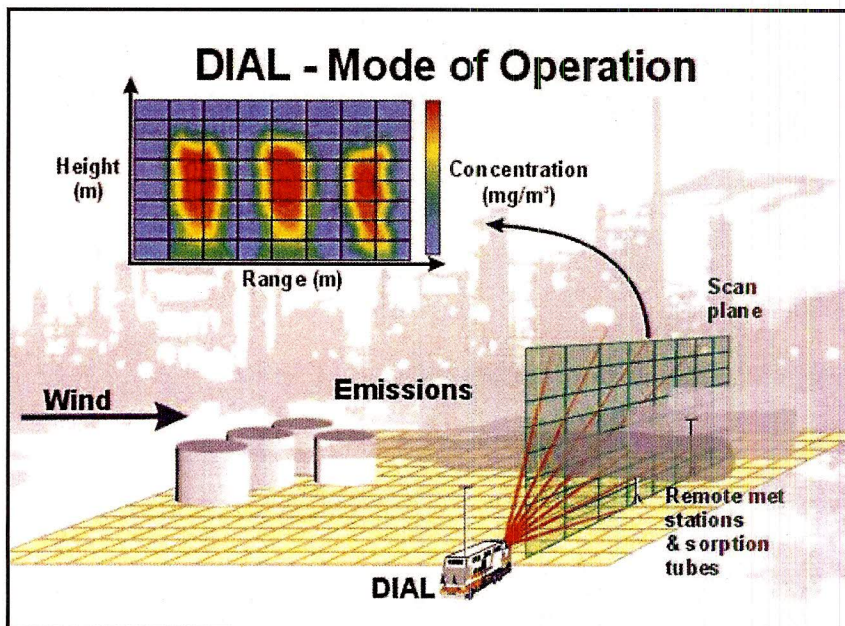 DIAL - Mode of Operation
Height
(m)
Concentration
(mg/m³)
Range (m)
Scan
plane
Emissions
Wind
Remote met
stations
& sorption
tubes
DIAL